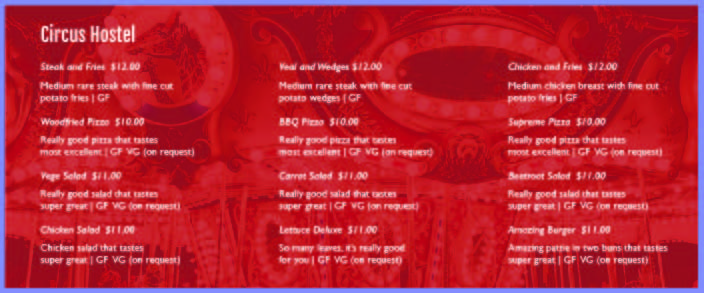 Circus Hostel
Steak and Fries $12.00
Medium rare steak with fine cut
potato fries | GF
Woodfried Pizza $10.00
Really good pizza that tastes
most excellent | GF VG (on request)
Vege Salad $11.00
Really good salad that tastes
super great | GF VG (on request)
Chicken Salad $11.00
Chicken salad that tastes
super great | GF VG (on request)
Veal and Wedges $12.00
Medium rare steak with fine cut
potato wedges | GF
BBQ Pizza $10.00
Really good pizza that tastes
most excellent | GF VG (on request)
Carrot Salad $11.00
Really good salad that tastes
super great | GF VG (on request)
Lettuce Deluxe $11.00
So many leaves, it's really good
for you | GF VG (on request)
Chicken and Fries $12.00
Medium chicken breast with fine cut
potato fries | GF
Supreme Pizza $10.00
Really good pizza that tastes
most excellent | GF VG (on request)
Beetroot Salad $11.00
Really good salad that tastes
super great | GF VG (on request)
Amazing Burger $11.00
Amazing pattie in two buns that tastes
super great | GF VG (on request)